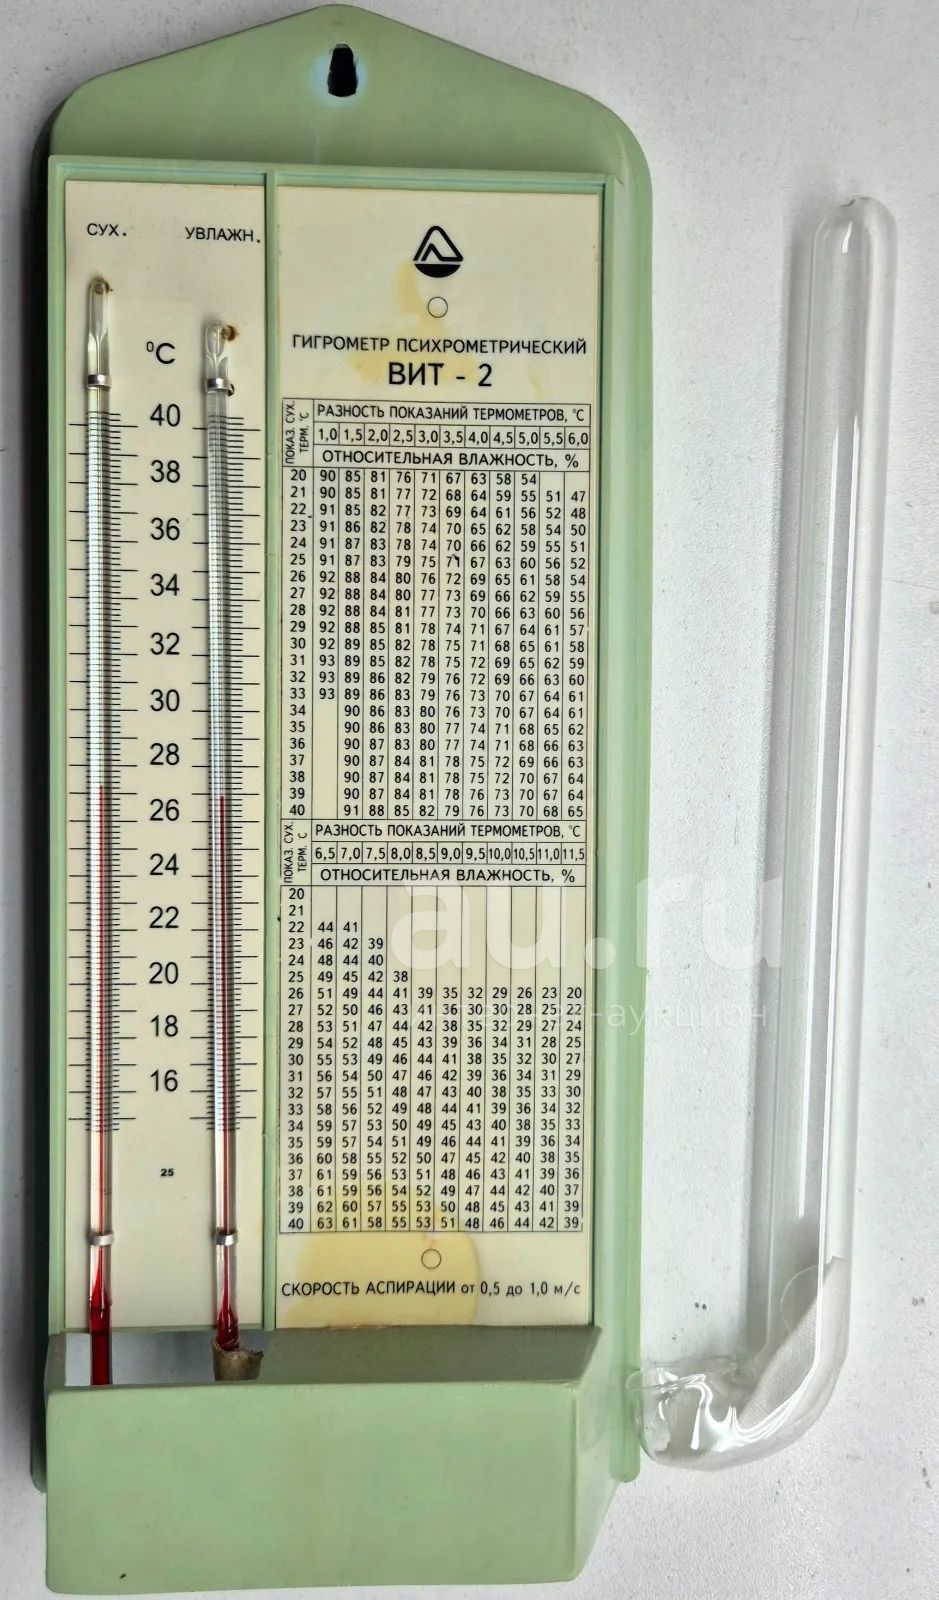 СУХ. УВЛАЖН.
⁰C
40
38
36
34
32
30
28
26
24
22
20
18
16
25
ГИГРОМЕТР ПСИХРОМЕТРИЧЕСКИЙ
ВИТ - 2
ПОКАЗ. СУХ. ТЕРМ. °С
РАЗНОСТЬ ПОКАЗАНИЙ ТЕРМОМЕТРОВ, °С
1,0 1,5 2,0 2,5 3,0 3,5 4,0 4,5 5,0 5,5 6,0
ОТНОСИТЕЛЬНАЯ ВЛАЖНОСТЬ, %
20 90 85 81 76 71 67 63 58 54
21 90 85 81 77 72 68 64 59 55 51 47
22 91 85 82 77 73 69 64 61 56 52 48
23 91 86 82 78 74 70 65 62 58 54 50
24 91 87 83 78 74 70 66 62 59 55 51
25 91 87 83 79 75 71 67 63 60 56 52
26 92 88 84 80 76 72 69 65 61 58 54
27 92 88 84 80 77 73 69 66 62 59 55
28 92 88 84 81 77 73 70 66 63 60 56
29 92 88 85 81 78 74 71 67 64 61 57
30 92 89 85 82 78 75 71 68 65 61 58
31 93 89 85 82 78 75 72 69 65 62 59
32 93 89 86 82 79 76 72 69 66 63 60
33 93 89 86 83 79 76 73 70 67 64 61
34 90 86 83 80 76 73 70 67 64 61
35 90 86 83 80 77 74 71 68 65 62
36 90 87 83 80 77 74 71 68 66 63
37 90 87 84 81 78 75 72 69 66 63
38 90 87 84 81 78 75 72 70 67 64
39 90 87 84 81 78 76 73 70 67 64
40 91 88 85 82 79 76 73 70 68 65
ПОКАЗ. СУХ. ТЕРМ. С
РАЗНОСТЬ ПОКАЗАНИЙ ТЕРМОМЕТРОВ, °С
6,5 7,0 7,5 8,0 8,5 9,0 9,5 10,0 10,5 11,0 11,5
ОТНОСИТЕЛЬНАЯ ВЛАЖНОСТЬ, %
20
21
22 44 41
23 46 42 39
24 48 44 40
25 49 45 42 38
26 51 49 44 41 39 35 32 29 26 23 20
27 52 50 46 43 41 36 30 30 28 25 22
28 53 51 47 44 42 38 35 32 29 27 24
29 54 52 48 45 43 39 36 34 31 28 25
30 55 53 49 46 44 41 38 35 32 30 27
31 56 54 50 47 46 42 39 36 34 31 29
32 57 55 51 48 47 43 40 38 35 33 30
33 58 56 52 49 48 44 41 39 36 34 32
34 59 57 53 50 49 45 43 40 38 35 33
35 59 57 54 51 49 46 44 41 39 36 34
36 60 58 55 52 50 47 45 42 40 38 35
37 61 59 56 53 51 48 46 43 41 39 36
38 61 59 56 54 52 49 47 44 42 40 37
39 62 60 57 55 53 50 48 45 43 41 39
40 63 61 58 55 53 51 48 46 44 42 39
СКОРОСТЬ АСПИРАЦИИ от 0,5 до 1,0 м/с
au.ru
-аукцион